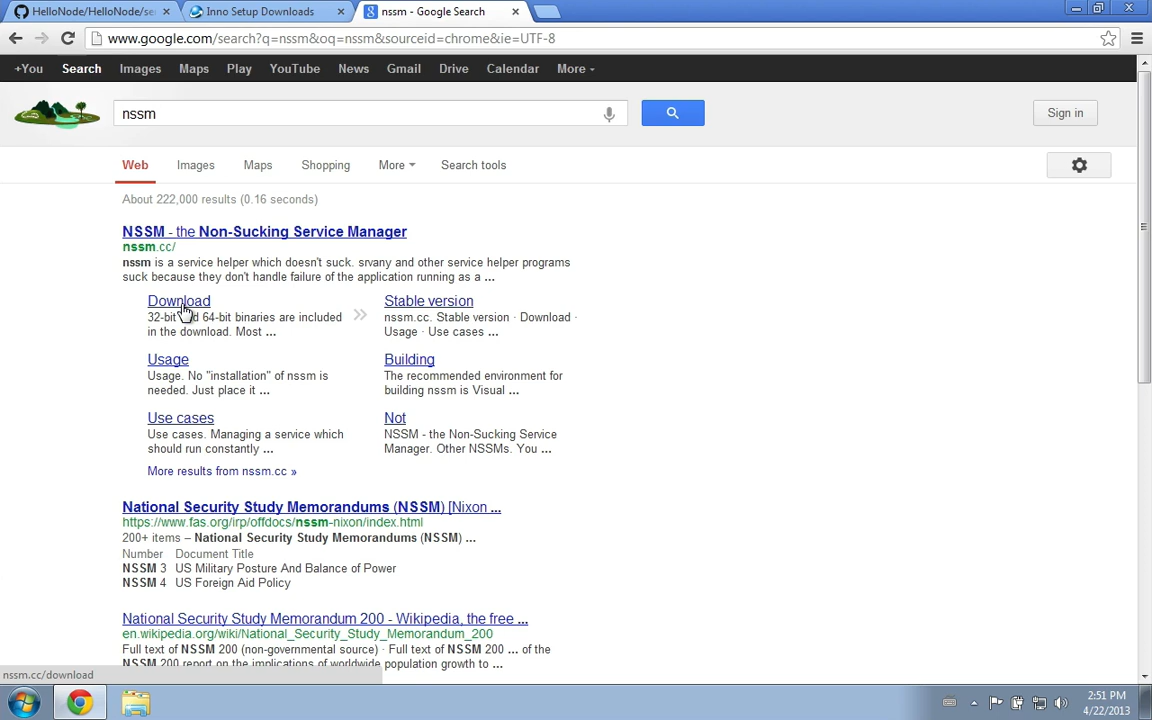 HelloNode/HelloNode/se
Inno Setup Downloads
nssm - Google Search
www.google.com/search?q=nssm&oq=nssm&sourceid=chrome&ie=UTF-8
+You Search Images Maps Play YouTube News Gmail Drive Calendar More
nssm
Sign in
Web Images Maps Shopping More Search tools
About 222,000 results (0.16 seconds)
NSSM - the Non-Sucking Service Manager
nssm.cc/
nssm is a service helper which doesn't suck. srvany and other service helper programs
suck because they don't handle failure of the application running as a ...
Download
32-bit and 64-bit binaries are included
in the download. Most ...
Stable version
nssm.cc. Stable version · Download ·
Usage · Use cases ...
Usage
Usage. No "installation" of nssm is
needed. Just place it ...
Building
The recommended environment for
building nssm is Visual ...
Use cases
Use cases. Managing a service which
should run constantly ...
Not
NSSM - the Non-Sucking Service
Manager. Other NSSMs. You ...
More results from nssm.cc »
National Security Study Memorandums (NSSM) [Nixon ...
https://www.fas.org/irp/offdocs/nssm-nixon/index.html
200+ items – National Security Study Memorandums (NSSM) ...
Number Document Title
NSSM 3 US Military Posture And Balance of Power
NSSM 4 US Foreign Aid Policy
National Security Study Memorandum 200 - Wikipedia, the free ...
en.wikipedia.org/wiki/National_Security_Study_Memorandum_200
Full text of NSSM 200 (non-governmental source) · Full text of NSSM 200 ... of the
NSSM 200 report on the implications of worldwide population growth to ...
nssm.cc/download
2:51 PM
4/22/2013